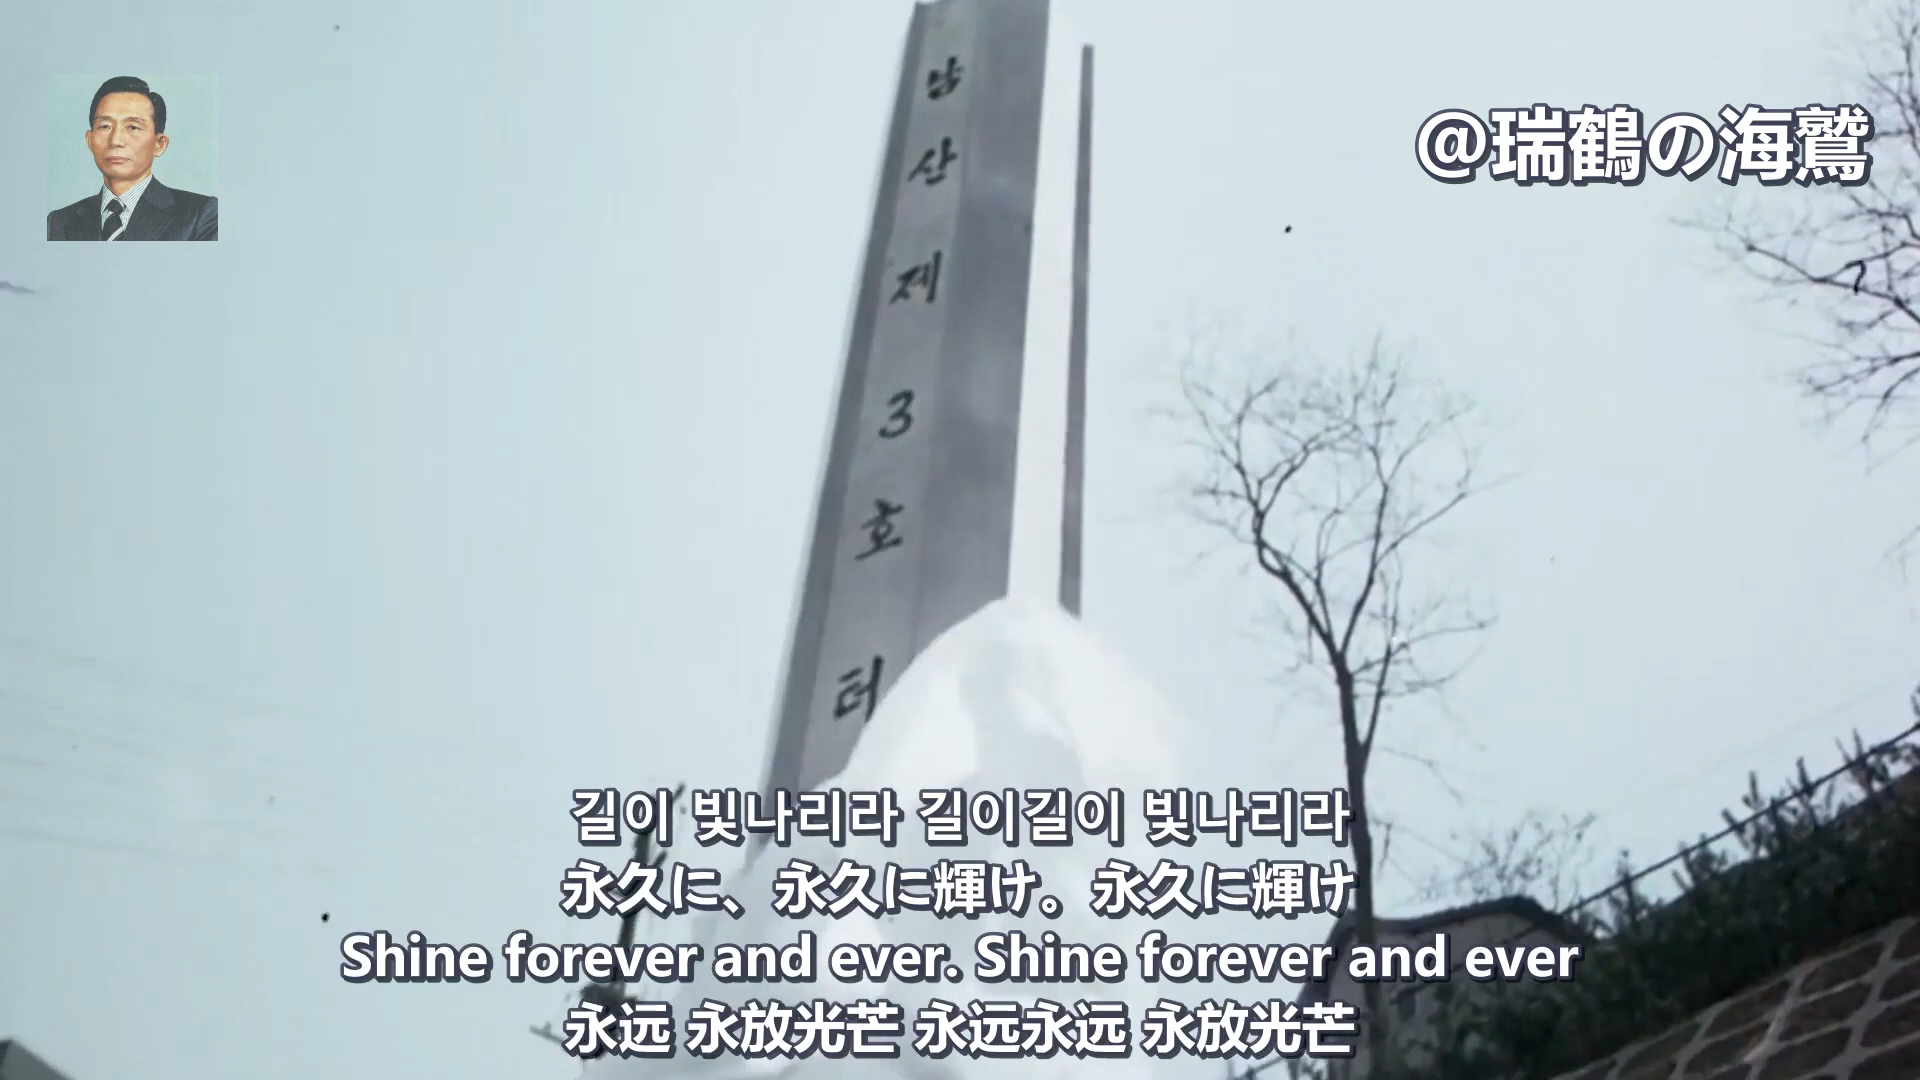 @瑞鶴の海鷲
남산제3호터
길이 빛나리라 길이길이 빛나리라
永久に、永久に輝け。永久に輝け
Shine forever and ever. Shine forever and ever
永远 永放光芒 永远永远 永放光芒